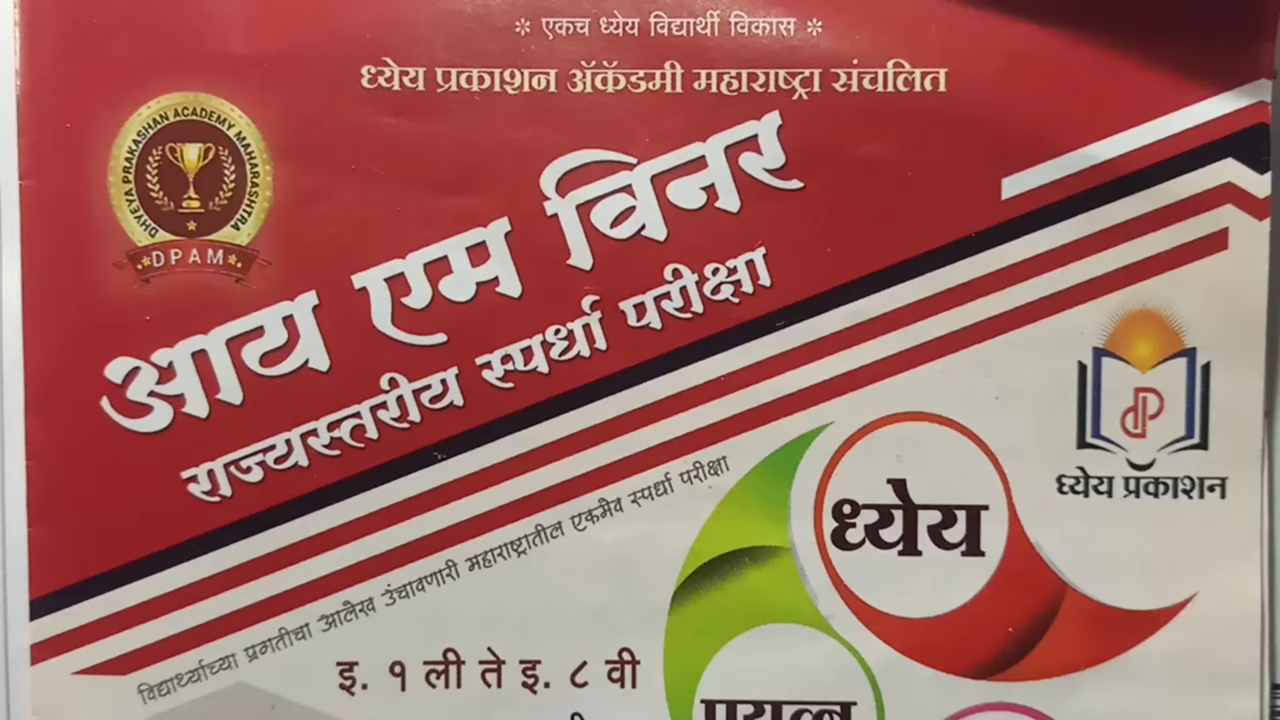 * एकच ध्येय विद्यार्थी विकास *
ध्येय प्रकाशन ॲकॅडमी महाराष्ट्रा संचलित
DHYEYA PRAKASHAN ACADEMY MAHARASHTRA
DPAM
आय एम विनर
राज्यस्तरीय स्पर्धा परीक्षा
dP
ध्येय प्रकाशन
विद्यार्थ्यांच्या प्रगतीचा आलेख उंचावणारी महाराष्ट्रातील एकमेव स्पर्धा परीक्षा
ध्येय
इ. १ ली ते इ. ८ वी